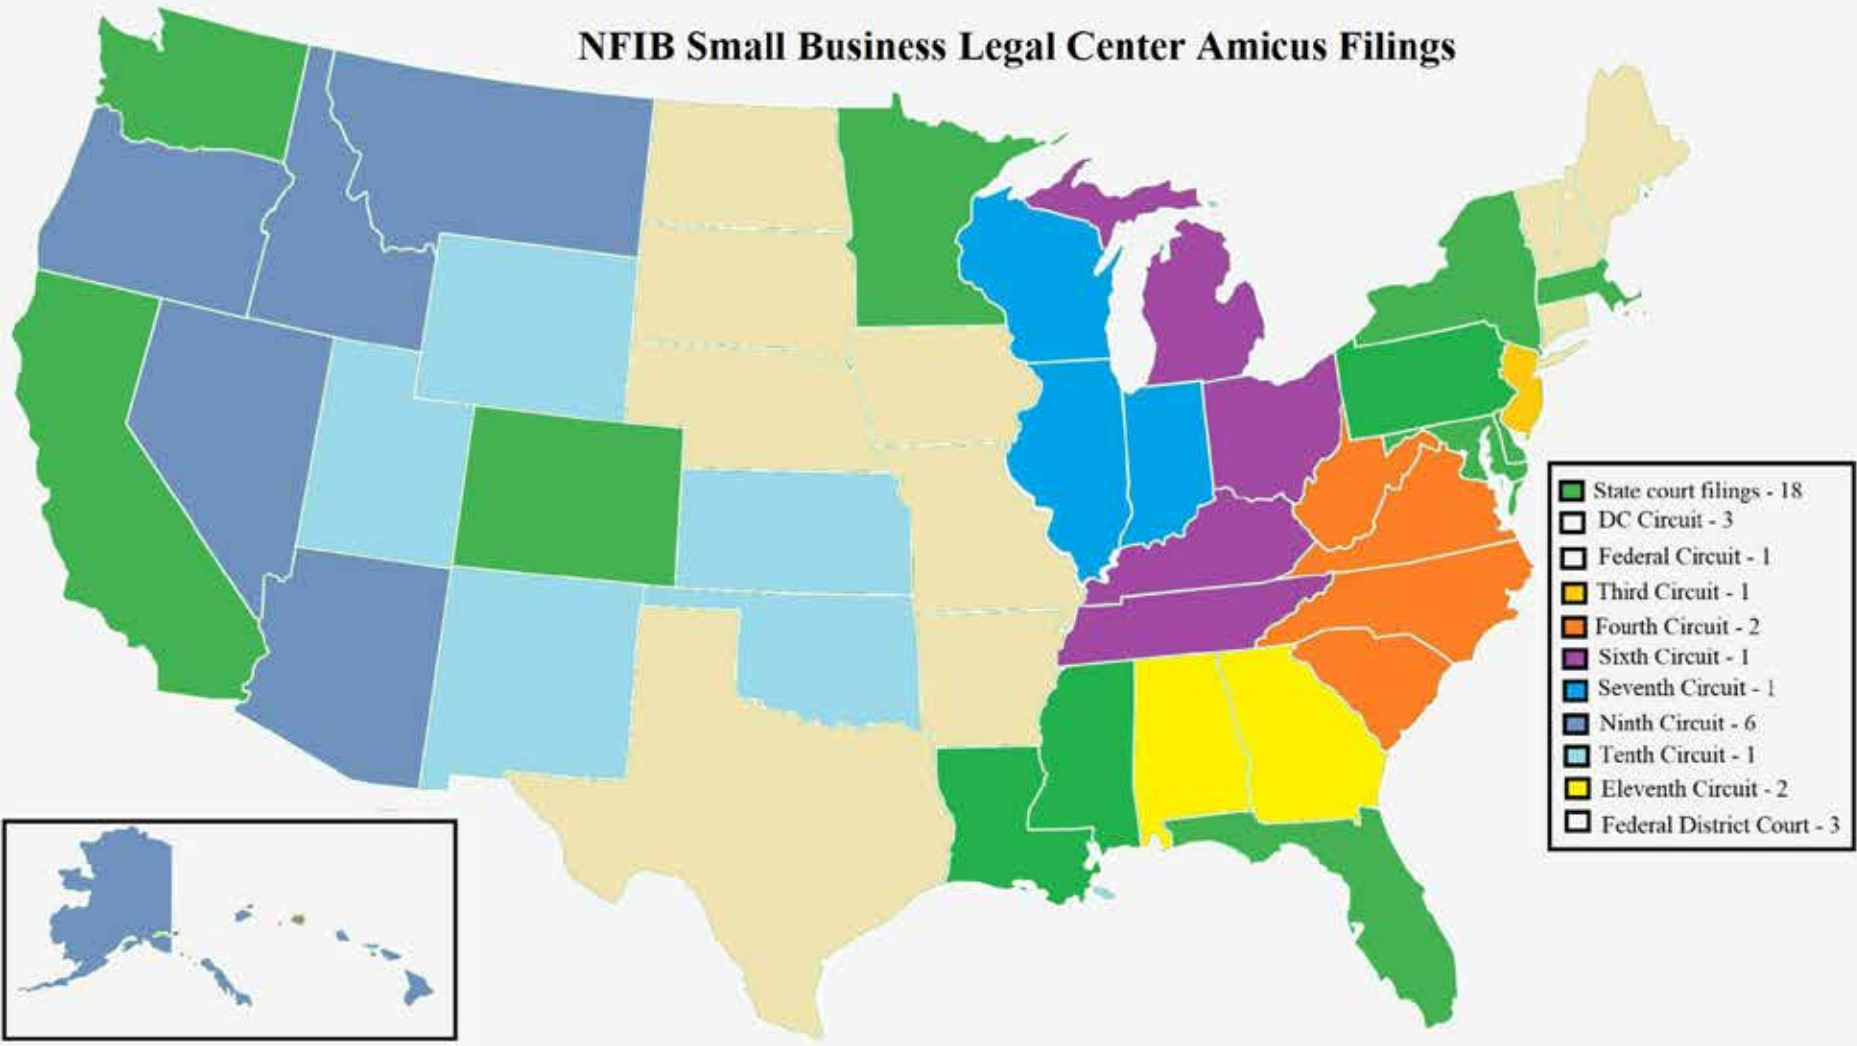 NFIB Small Business Legal Center Amicus Filings
State court filings - 18
DC Circuit - 3
Federal Circuit - 1
Third Circuit - 1
Fourth Circuit - 2
Sixth Circuit - 1
Seventh Circuit - 1
Ninth Circuit - 6
Tenth Circuit - 1
Eleventh Circuit - 2
Federal District Court - 3